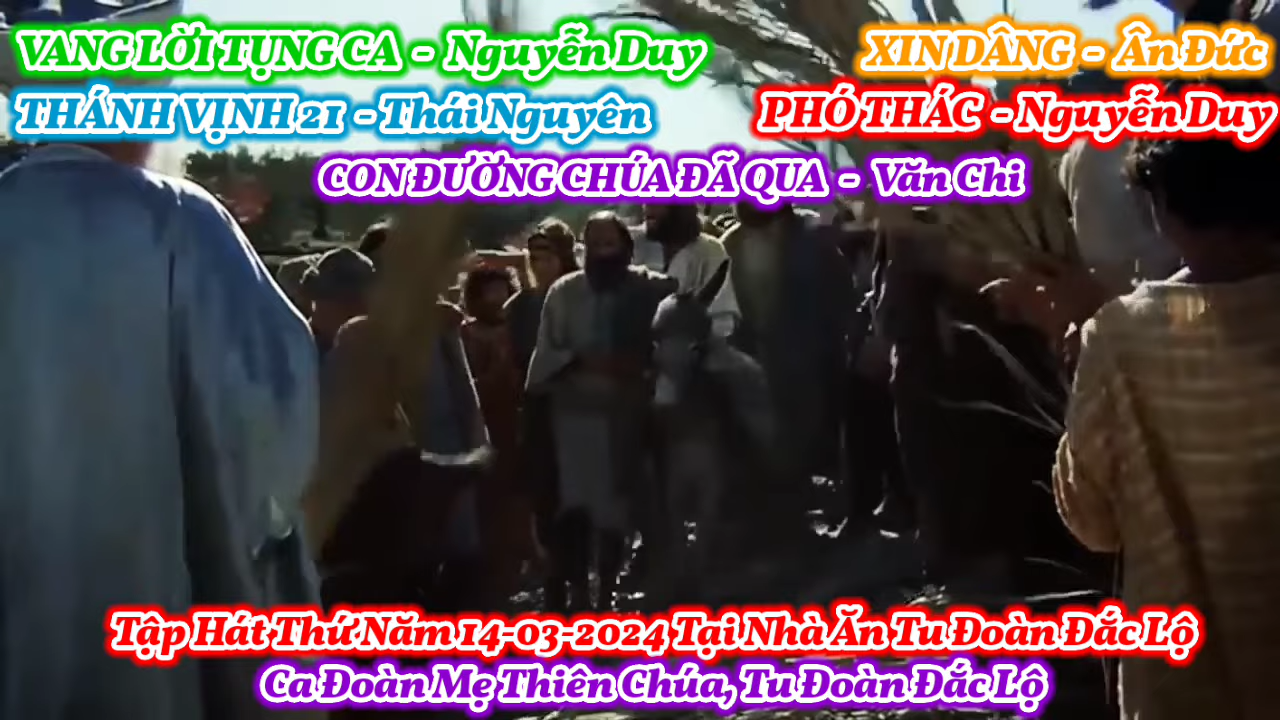 VANG LỜI TỤNG CA - Nguyễn Duy
XIN DÂNG - Ân Đức
THÁNH VỊNH 21 - Thái Nguyên
PHÓ THÁC - Nguyễn Duy
CON ĐƯỜNG CHÚA ĐÃ QUA - Văn Chi
Tập Hát Thứ Năm 14-03-2024 Tại Nhà Ăn Tu Đoàn Đắc Lộ
Ca Đoàn Mẹ Thiên Chúa, Tu Đoàn Đắc Lộ